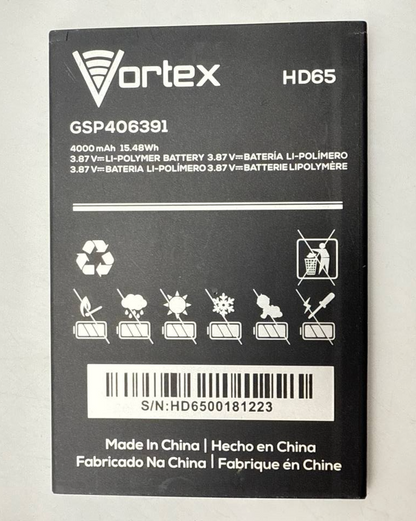 Vortex
HD65
GSP406391
4000 mAh 15.48Wh
3.87 V⎓LI-POLYMER BATTERY 3.87 V⎓BATERÍA LI-POLÍMERO
3.87 V⎓BATERIA LI-POLÍMERO 3.87 V⎓BATTERIE LIPOLYMÈRE
S/N:HD6500181223
Made In China | Hecho en China
Fabricado Na China | Fabrique én Chine